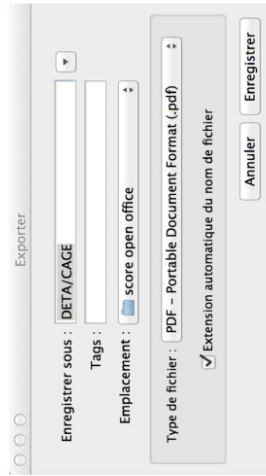 Exporter
Enregistrer sous : DETA/CAGE
Tags :
Emplacement : score open office
Type de fichier : PDF – Portable Document Format (.pdf)
Extension automatique du nom de fichier
Annuler Enregistrer